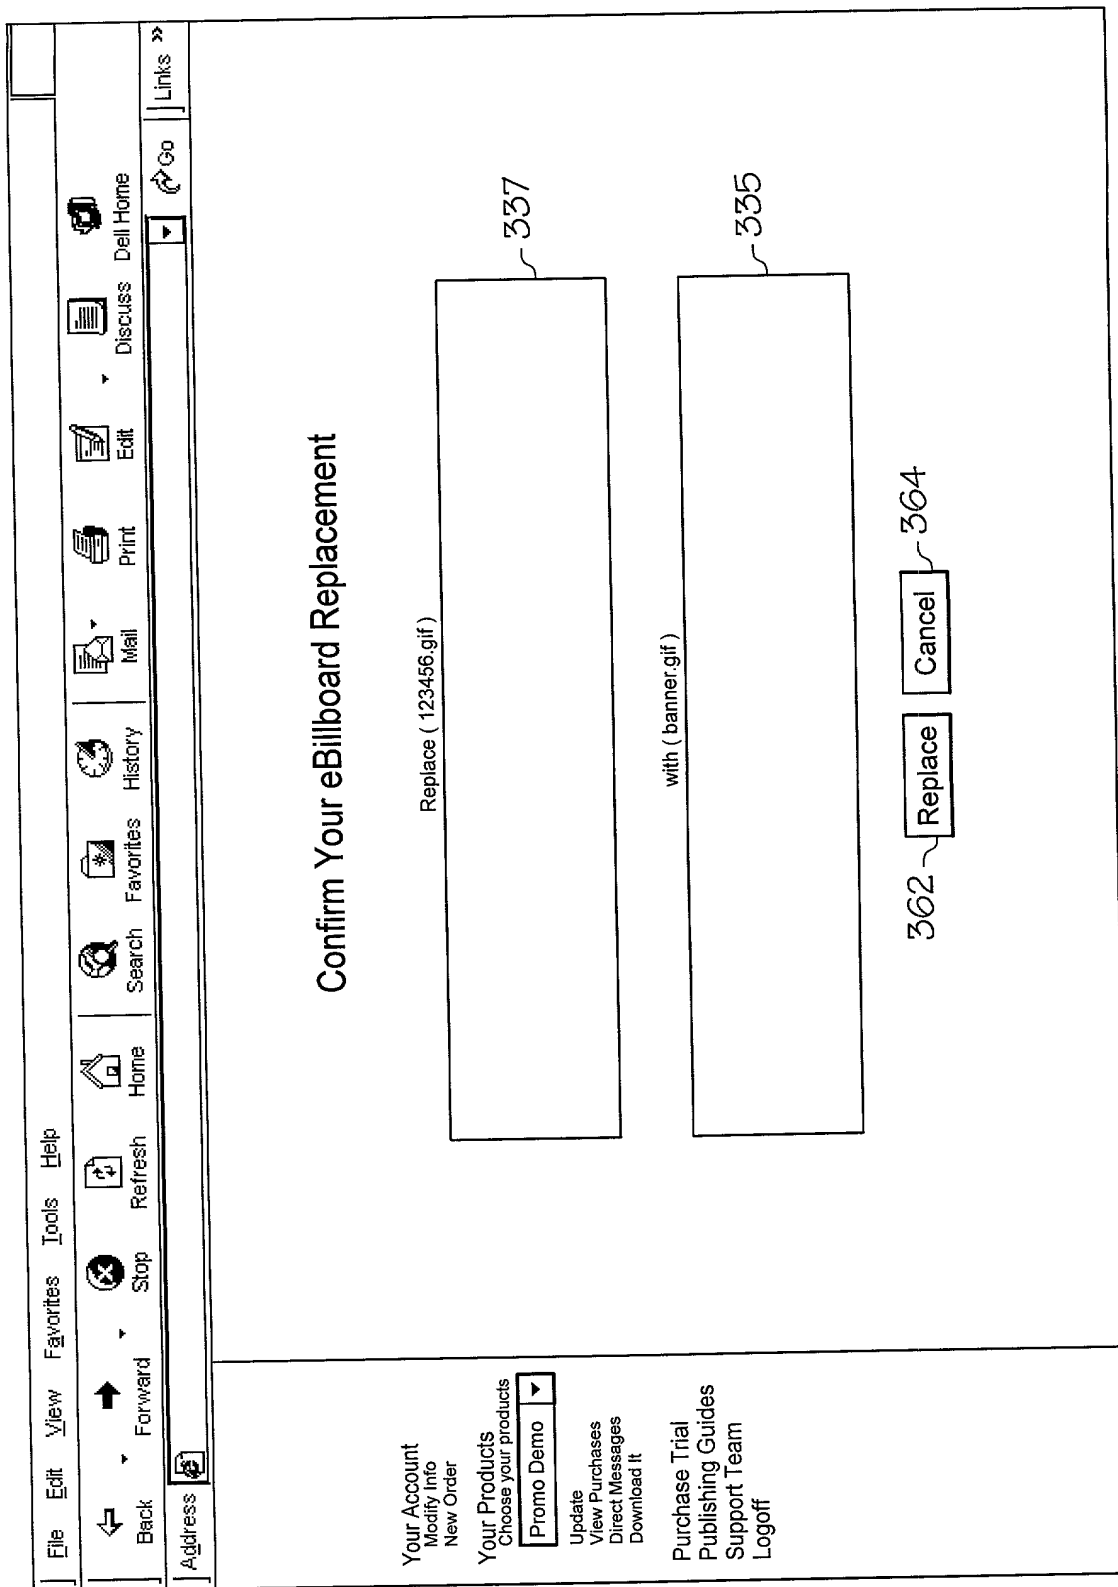 File Edit View Favorites Tools Help
Back Forward Stop Refresh Home Search Favorites History Mail Print Edit Discuss Dell Home
Address Go Links »
Your Account
Modify Info
New Order
Your Products
Choose your products
Promo Demo
Update
View Purchases
Direct Messages
Download It
Purchase Trial
Publishing Guides
Support Team
Logoff
Confirm Your eBillboard Replacement
Replace ( 123456.gif )
337
with ( banner.gif )
335
362 Replace Cancel 364